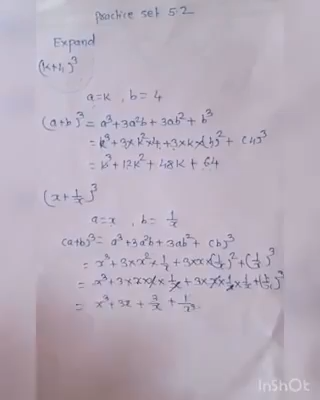 Practice set 5.2
Expand
(k+4)³
a=k , b=4
(a+b)³ = a³+3a²b+3ab²+b³
= k³+3×k²×4+3×k×(4)²+(4)³
= k³+12k²+48k+64
(x+1/x)³
a=x , b=1/x
(a+b)³ = a³+3a²b+3ab²+(b)³
= x³+3×x²×1/x+3×x×(1/x)²+(1/x)³
= x³+3×x×x×1/x+3×x×1/x×1/x+(1/x)³
= x³+3x+3/x+1/x³
InShOt